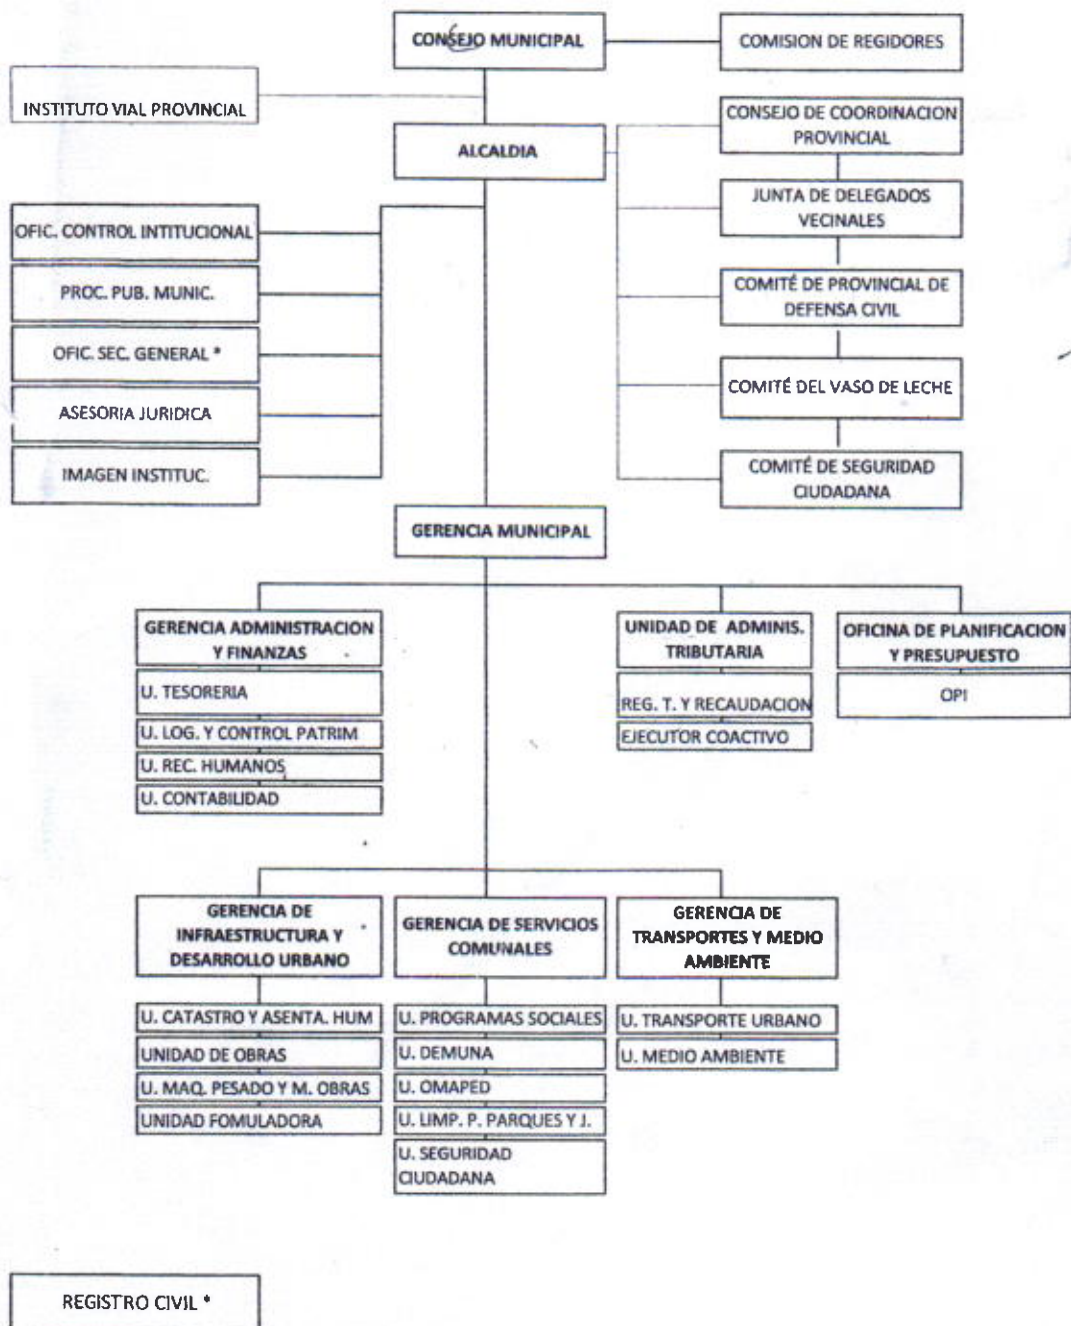 CONSEJO MUNICIPAL
COMISION DE REGIDORES
INSTITUTO VIAL PROVINCIAL
ALCALDIA
CONSEJO DE COORDINACION
PROVINCIAL
JUNTA DE DELEGADOS
VECINALES
COMITÉ DE PROVINCIAL DE
DEFENSA CIVIL
COMITÉ DEL VASO DE LECHE
COMITÉ DE SEGURIDAD
CIUDADANA
OFIC. CONTROL INTITUCIONAL
PROC. PUB. MUNIC.
OFIC. SEC. GENERAL *
ASESORIA JURIDICA
IMAGEN INSTITUC.
GERENCIA MUNICIPAL
GERENCIA ADMINISTRACION
Y FINANZAS
U. TESORERIA
U. LOG. Y CONTROL PATRIM
U. REC. HUMANOS
U. CONTABILIDAD
UNIDAD DE ADMINIS.
TRIBUTARIA
REG. T. Y RECAUDACION
EJECUTOR COACTIVO
OFICINA DE PLANIFICACION
Y PRESUPUESTO
OPI
GERENCIA DE
INFRAESTRUCTURA Y
DESARROLLO URBANO
U. CATASTRO Y ASENTA. HUM
UNIDAD DE OBRAS
U. MAQ. PESADO Y M. OBRAS
UNIDAD FOMULADORA
GERENCIA DE SERVICIOS
COMUNALES
U. PROGRAMAS SOCIALES
U. DEMUNA
U. OMAPED
U. LIMP. P. PARQUES Y J.
U. SEGURIDAD
CIUDADANA
GERENCIA DE
TRANSPORTES Y MEDIO
AMBIENTE
U. TRANSPORTE URBANO
U. MEDIO AMBIENTE
REGISTRO CIVIL *